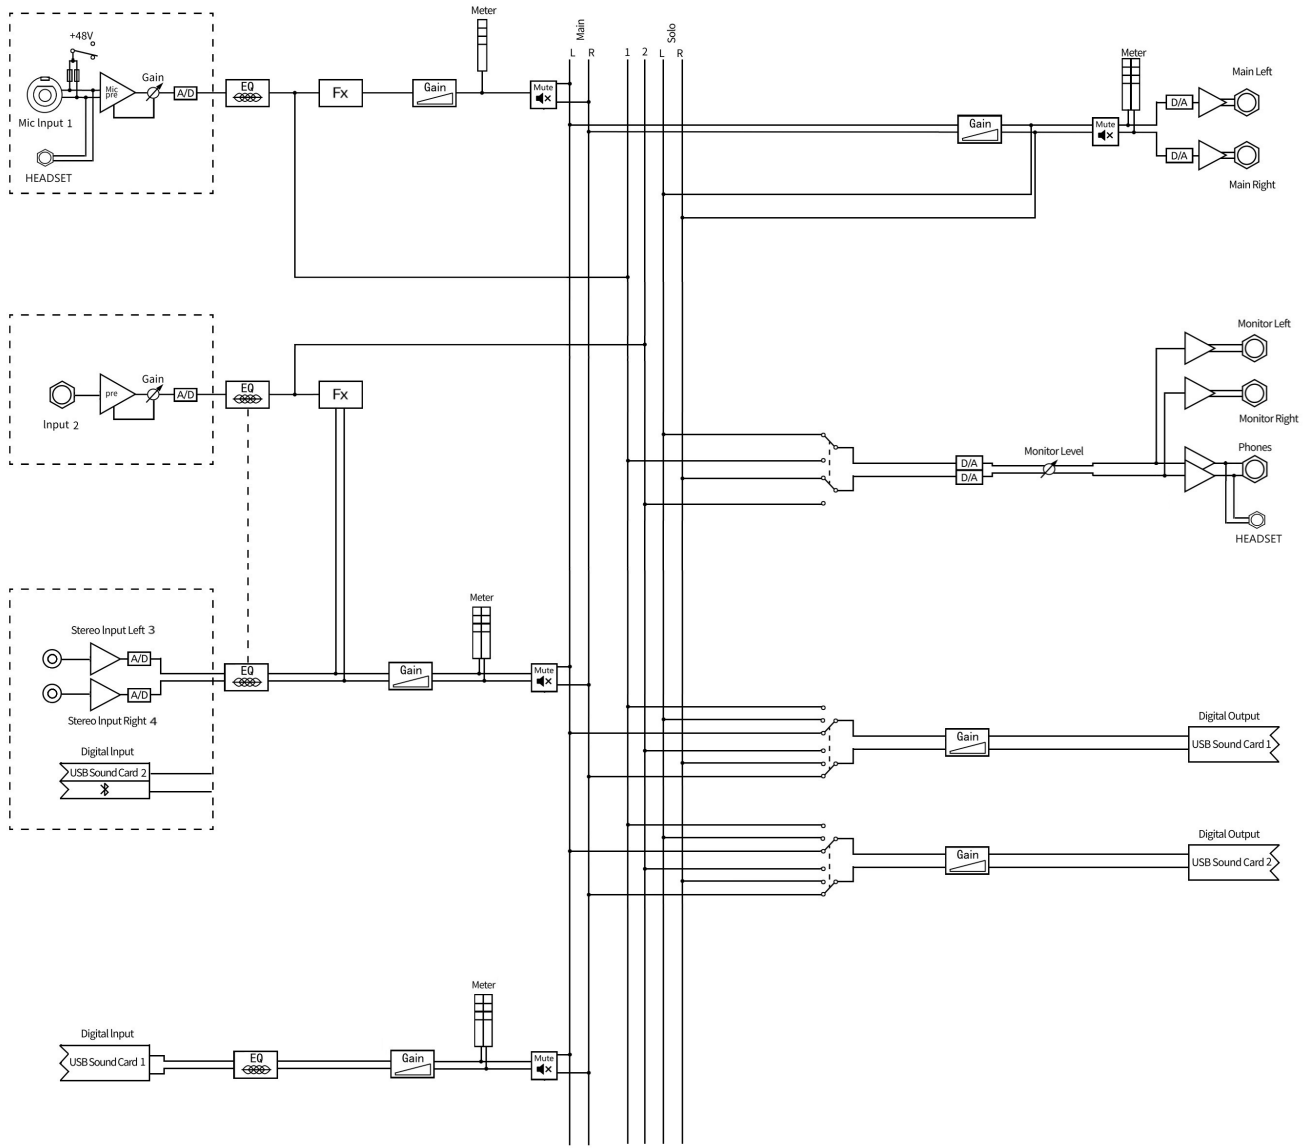 Main
Solo
L R 1 2 L R
Meter
+48V
Mic pre
Gain
A/D
EQ
Fx
Gain
Mute
Mic Input 1
HEADSET
Gain
Meter
Mute
D/A
Main Left
D/A
Main Right
pre
Gain
A/D
EQ
Fx
Input 2
Monitor Left
Monitor Right
D/A
D/A
Monitor Level
Phones
HEADSET
Stereo Input Left 3
A/D
A/D
Stereo Input Right 4
EQ
Gain
Meter
Mute
Digital Input
USB Sound Card 2
Gain
Digital Output
USB Sound Card 1
Gain
Digital Output
USB Sound Card 2
Digital Input
USB Sound Card 1
EQ
Gain
Meter
Mute